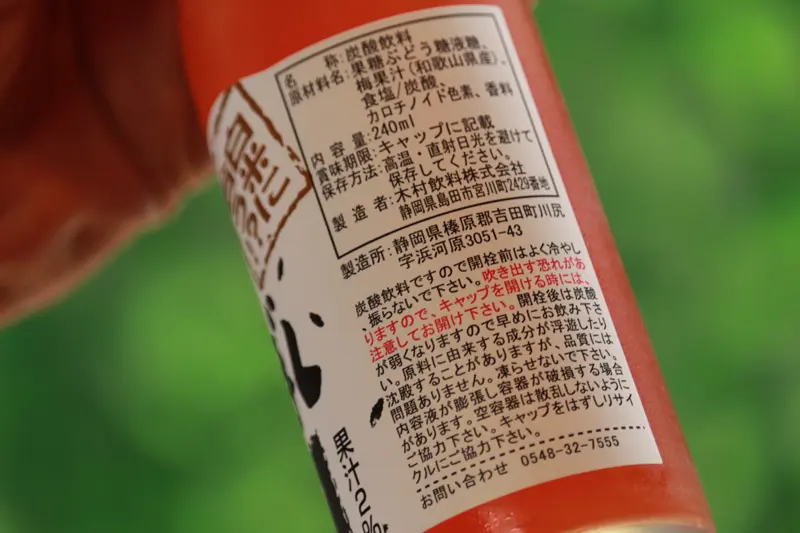 名　　称:炭酸飲料
原材料名:果糖ぶどう糖液糖、
梅果汁(和歌山県産)、
食塩/炭酸、
カロチノイド色素、香料
内 容 量:240ml
賞味期限:キャップに記載
保存方法:高温・直射日光を避けて
保存してください。
製 造 者:木村飲料株式会社
静岡県島田市宮川町2429番地
製造所:静岡県榛原郡吉田町川尻
字浜河原3051-43
炭酸飲料ですので開栓前はよく冷やし
、振らないで下さい。吹き出す恐れがあ
りますので、キャップを開ける時には、
注意してお開け下さい。開栓後は炭酸
が弱くなりますので早めにお飲み下さ
い。原料に由来する成分が浮遊したり
沈殿することがありますが、品質には
問題ありません。凍らせないで下さい。
内容液が膨張し容器が破損する場合
があります。空容器は散乱しないように
ご協力下さい。キャップをはずしリサイ
クルにご協力下さい。
お問い合わせ 0548-32-7555
果汁2%